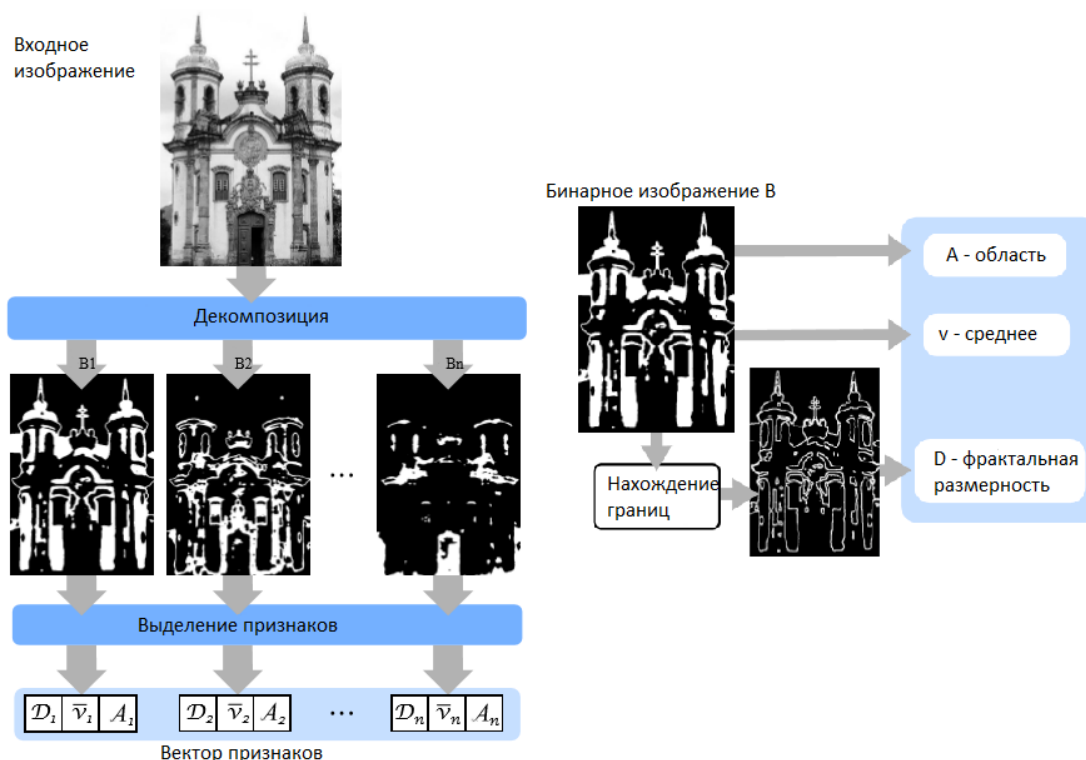 Входное
изображение
Декомпозиция
B1
B2
Bn
...
Выделение признаков
D₁ v̅₁ A₁
D₂ v̅₂ A₂
...
Dₙ v̅ₙ Aₙ
Вектор признаков
Бинарное изображение В
А - область
v - среднее
Нахождение
границ
D - фрактальная
размерность